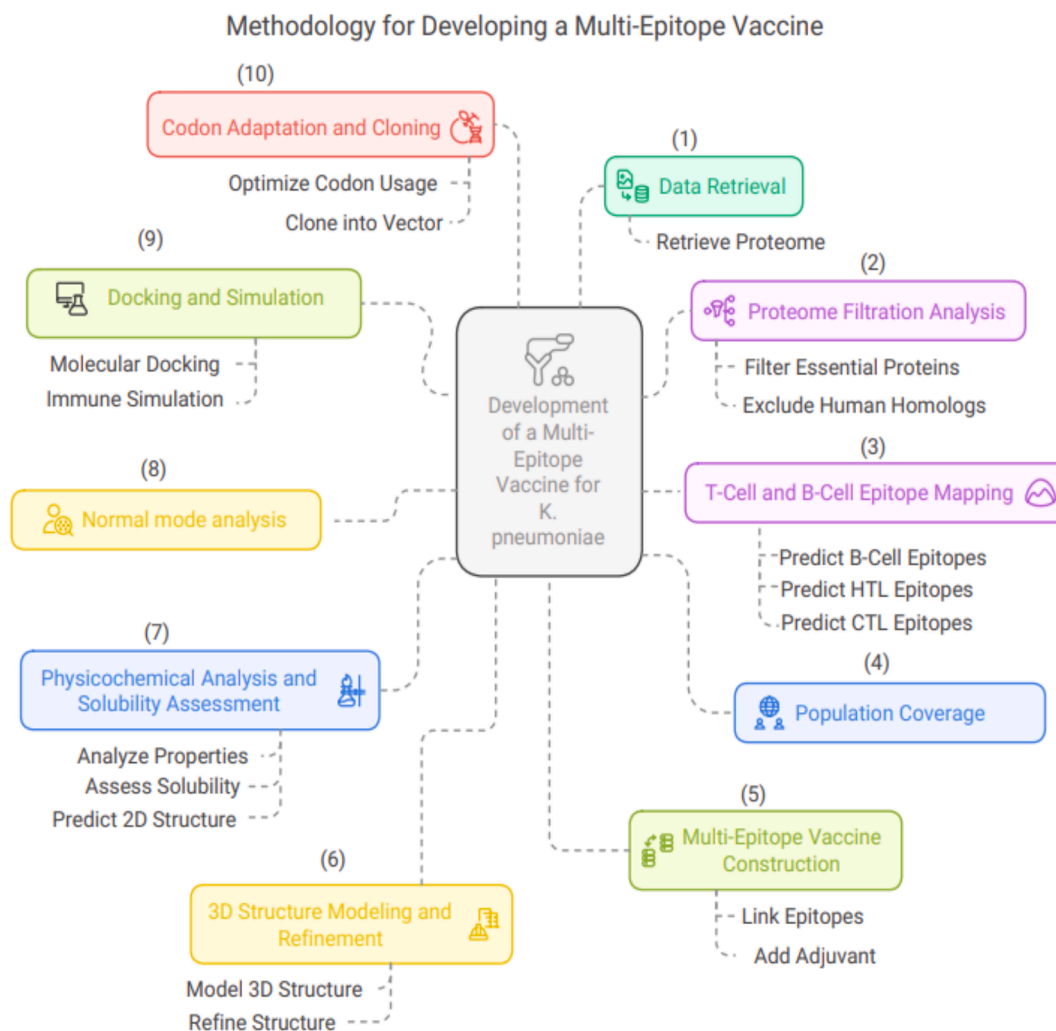 Methodology for Developing a Multi-Epitope Vaccine
(10)
Codon Adaptation and Cloning
Optimize Codon Usage
Clone into Vector
(1)
Data Retrieval
Retrieve Proteome
(2)
Proteome Filtration Analysis
Filter Essential Proteins
Exclude Human Homologs
(9)
Docking and Simulation
Molecular Docking
Immune Simulation
Development
of a Multi-
Epitope
Vaccine for
K.
pneumoniae
(3)
T-Cell and B-Cell Epitope Mapping
Predict B-Cell Epitopes
Predict HTL Epitopes
Predict CTL Epitopes
(8)
Normal mode analysis
(4)
Population Coverage
(7)
Physicochemical Analysis and
Solubility Assessment
Analyze Properties
Assess Solubility
Predict 2D Structure
(5)
Multi-Epitope Vaccine
Construction
Link Epitopes
Add Adjuvant
(6)
3D Structure Modeling and
Refinement
Model 3D Structure
Refine Structure